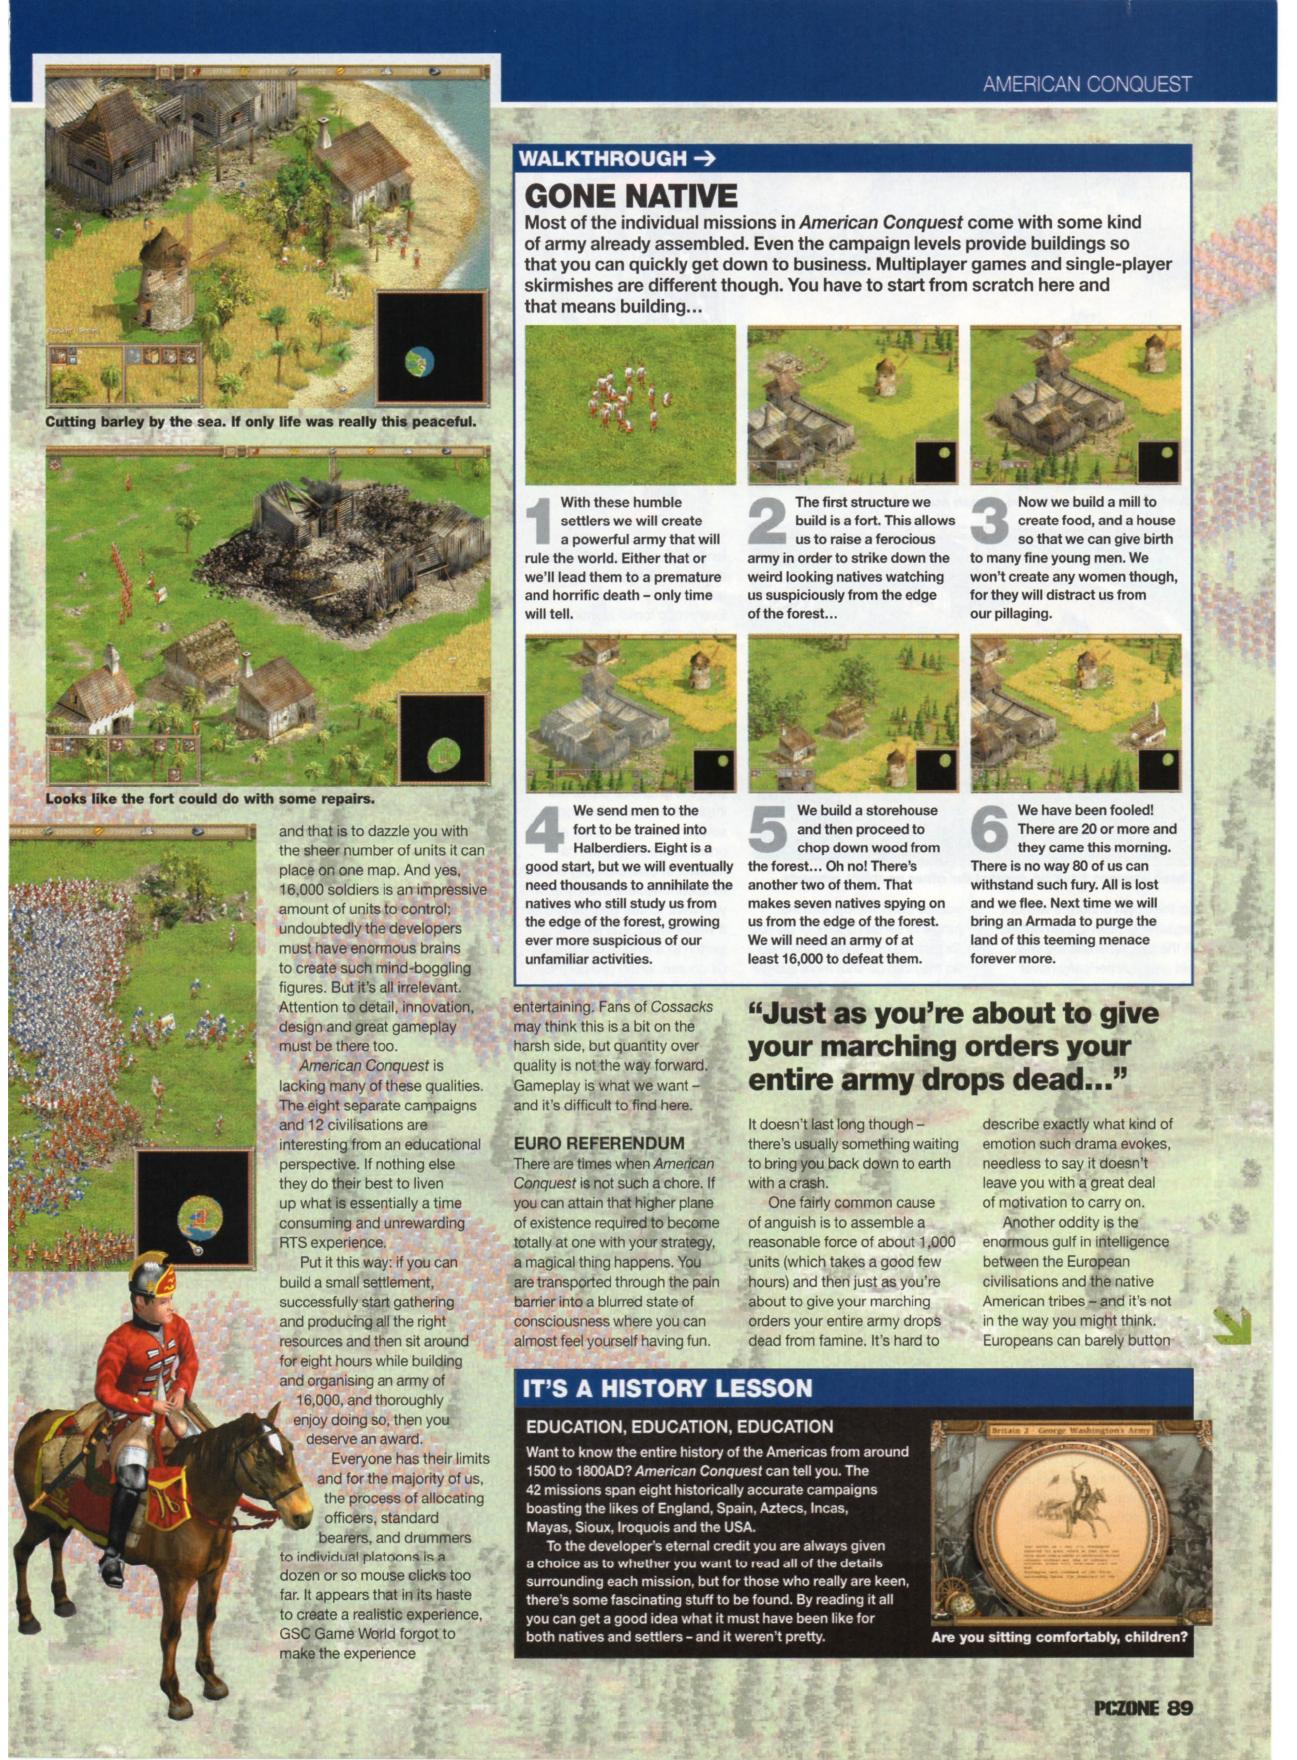 AMERICAN CONQUEST
Cutting barley by the sea. If only life was really this peaceful.
Looks like the fort could do with some repairs.
WALKTHROUGH →
GONE NATIVE
Most of the individual missions in American Conquest come with some kind
of army already assembled. Even the campaign levels provide buildings so
that you can quickly get down to business. Multiplayer games and single-player
skirmishes are different though. You have to start from scratch here and
that means building...
1 With these humble
settlers we will create
a powerful army that will
rule the world. Either that or
we'll lead them to a premature
and horrific death – only time
will tell.
2 The first structure we
build is a fort. This allows
us to raise a ferocious
army in order to strike down the
weird looking natives watching
us suspiciously from the edge
of the forest...
3 Now we build a mill to
create food, and a house
so that we can give birth
to many fine young men. We
won't create any women though,
for they will distract us from
our pillaging.
4 We send men to the
fort to be trained into
Halberdiers. Eight is a
good start, but we will eventually
need thousands to annihilate the
natives who still study us from
the edge of the forest, growing
ever more suspicious of our
unfamiliar activities.
5 We build a storehouse
and then proceed to
chop down wood from
the forest... Oh no! There's
another two of them. That
makes seven natives spying on
us from the edge of the forest.
We will need an army of at
least 16,000 to defeat them.
6 We have been fooled!
There are 20 or more and
they came this morning.
There is no way 80 of us can
withstand such fury. All is lost
and we flee. Next time we will
bring an Armada to purge the
land of this teeming menace
forever more.
and that is to dazzle you with
the sheer number of units it can
place on one map. And yes,
16,000 soldiers is an impressive
amount of units to control;
undoubtedly the developers
must have enormous brains
to create such mind-boggling
figures. But it's all irrelevant.
Attention to detail, innovation,
design and great gameplay
must be there too.
American Conquest is
lacking many of these qualities.
The eight separate campaigns
and 12 civilisations are
interesting from an educational
perspective. If nothing else
they do their best to liven
up what is essentially a time
consuming and unrewarding
RTS experience.
Put it this way: if you can
build a small settlement,
successfully start gathering
and producing all the right
resources and then sit around
for eight hours while building
and organising an army of
16,000, and thoroughly
enjoy doing so, then you
deserve an award.
Everyone has their limits
and for the majority of us,
the process of allocating
officers, standard
bearers, and drummers
to individual platoons is a
dozen or so mouse clicks too
far. It appears that in its haste
to create a realistic experience,
GSC Game World forgot to
make the experience
entertaining. Fans of Cossacks
may think this is a bit on the
harsh side, but quantity over
quality is not the way forward.
Gameplay is what we want –
and it's difficult to find here.
EURO REFERENDUM
There are times when American
Conquest is not such a chore. If
you can attain that higher plane
of existence required to become
totally at one with your strategy,
a magical thing happens. You
are transported through the pain
barrier into a blurred state of
consciousness where you can
almost feel yourself having fun.
"Just as you're about to give
your marching orders your
entire army drops dead..."
It doesn't last long though –
there's usually something waiting
to bring you back down to earth
with a crash.
One fairly common cause
of anguish is to assemble a
reasonable force of about 1,000
units (which takes a good few
hours) and then just as you're
about to give your marching
orders your entire army drops
dead from famine. It's hard to
describe exactly what kind of
emotion such drama evokes,
needless to say it doesn't
leave you with a great deal
of motivation to carry on.
Another oddity is the
enormous gulf in intelligence
between the European
civilisations and the native
American tribes – and it's not
in the way you might think.
Europeans can barely button
IT'S A HISTORY LESSON
EDUCATION, EDUCATION, EDUCATION
Want to know the entire history of the Americas from around
1500 to 1800AD? American Conquest can tell you. The
42 missions span eight historically accurate campaigns
boasting the likes of England, Spain, Aztecs, Incas,
Mayas, Sioux, Iroquois and the USA.
To the developer's eternal credit you are always given
a choice as to whether you want to read all of the details
surrounding each mission, but for those who really are keen,
there's some fascinating stuff to be found. By reading it all
you can get a good idea what it must have been like for
both natives and settlers – and it weren't pretty.
Britain 2 - George Washington's Army
Are you sitting comfortably, children?
PCZONE 89